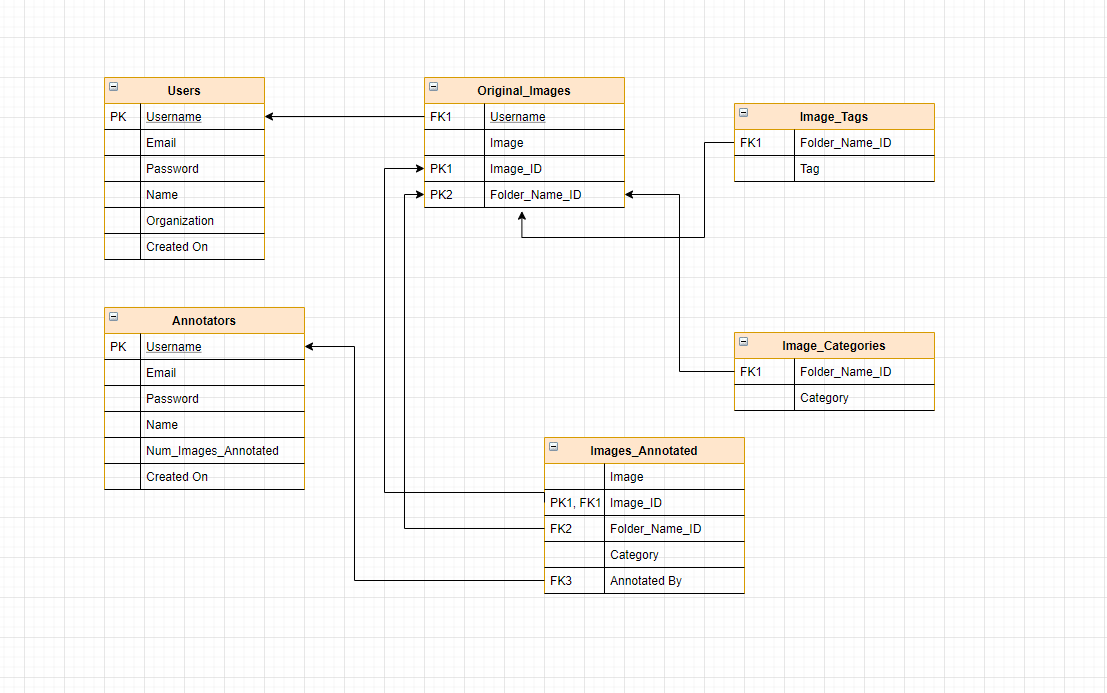 Users
PK Username
Email
Password
Name
Organization
Created On
Original_Images
FK1 Username
Image
PK1 Image_ID
PK2 Folder_Name_ID
Image_Tags
FK1 Folder_Name_ID
Tag
Annotators
PK Username
Email
Password
Name
Num_Images_Annotated
Created On
Image_Categories
FK1 Folder_Name_ID
Category
Images_Annotated
Image
PK1, FK1 Image_ID
FK2 Folder_Name_ID
Category
FK3 Annotated By